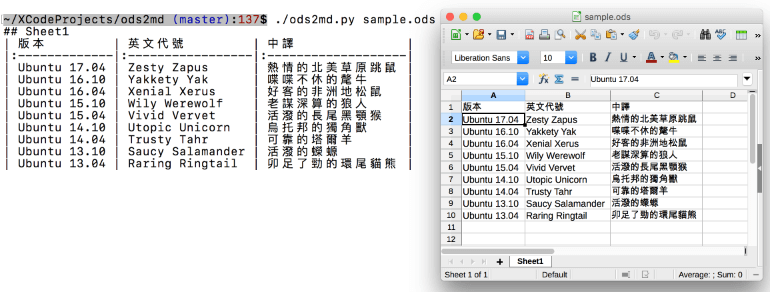 ~/XCodeProjects/ods2md (master):137$ ./ods2md.py sample.ods
## Sheet1
| 版本 | 英文代號 | 中譯 |
|:-------------|:----------------|:-------------------|
| Ubuntu 17.04 | Zesty Zapus | 熱情的北美草原跳鼠 |
| Ubuntu 16.10 | Yakkety Yak | 喋喋不休的氂牛 |
| Ubuntu 16.04 | Xenial Xerus | 好客的非洲地松鼠 |
| Ubuntu 15.10 | Wily Werewolf | 老謀深算的狼人 |
| Ubuntu 15.04 | Vivid Vervet | 活潑的長尾黑顎猴 |
| Ubuntu 14.10 | Utopic Unicorn | 烏托邦的獨角獸 |
| Ubuntu 14.04 | Trusty Tahr | 可靠的塔爾羊 |
| Ubuntu 13.10 | Saucy Salamander | 活潑的蠑螈 |
| Ubuntu 13.04 | Raring Ringtail | 卯足了勁的環尾貓熊 |
sample.ods
Liberation Sans 10 B I U A
A2 fx Σ = Ubuntu 17.04
A B C D
1 版本 英文代號 中譯
2 Ubuntu 17.04 Zesty Zapus 熱情的北美草原跳鼠
3 Ubuntu 16.10 Yakkety Yak 喋喋不休的氂牛
4 Ubuntu 16.04 Xenial Xerus 好客的非洲地松鼠
5 Ubuntu 15.10 Wily Werewolf 老謀深算的狼人
6 Ubuntu 15.04 Vivid Vervet 活潑的長尾黑顎猴
7 Ubuntu 14.10 Utopic Unicorn 烏托邦的獨角獸
8 Ubuntu 14.04 Trusty Tahr 可靠的塔爾羊
9 Ubuntu 13.10 Saucy Salamander 活潑的蠑螈
10 Ubuntu 13.04 Raring Ringtail 卯足了勁的環尾貓熊
11
12
Sheet1
Sheet 1 of 1 Default Average: ; Sum: 0